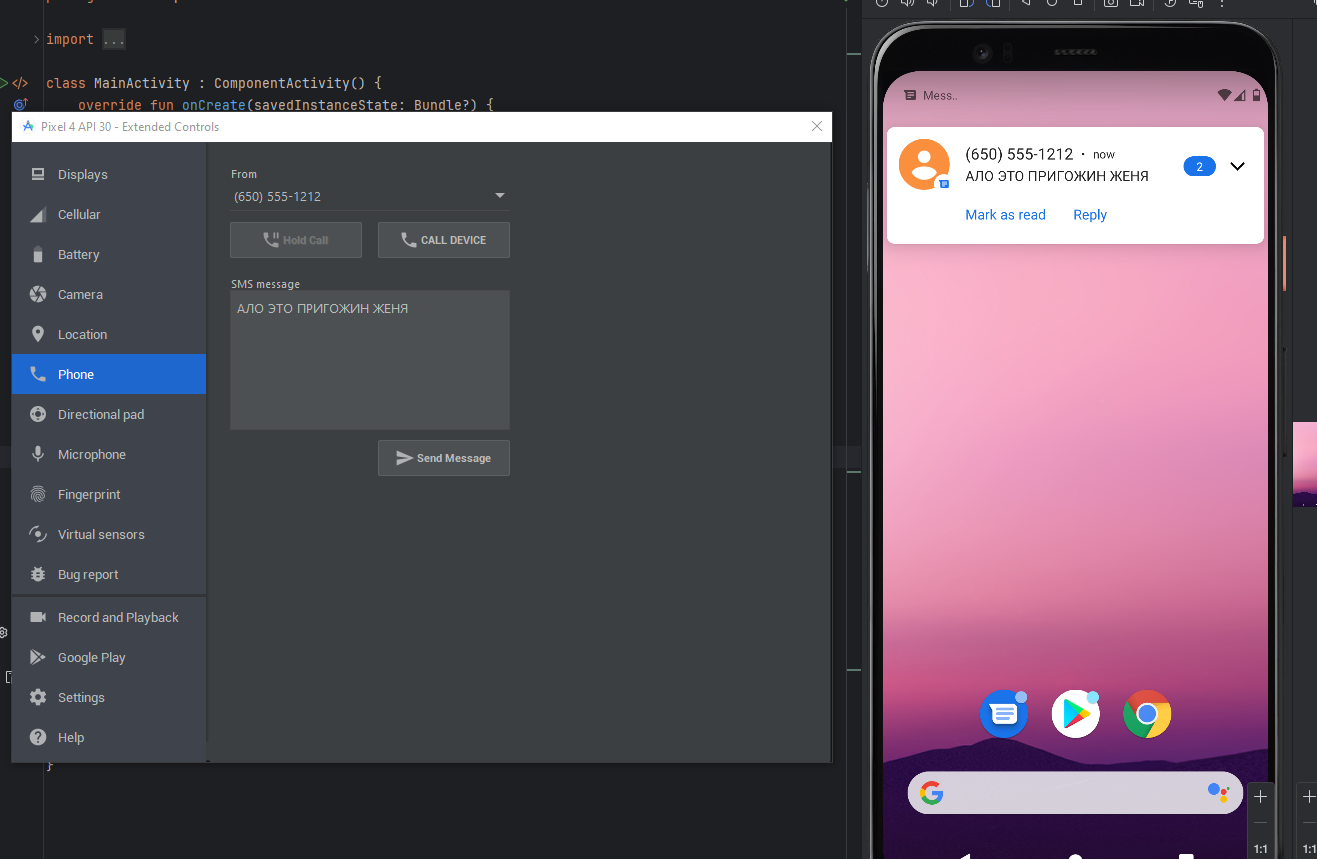 import ...
class MainActivity : ComponentActivity() {
override fun onCreate(savedInstanceState: Bundle?) {
Pixel 4 API 30 - Extended Controls
Displays
Cellular
Battery
Camera
Location
Phone
Directional pad
Microphone
Fingerprint
Virtual sensors
Bug report
Record and Playback
Google Play
Settings
Help
From
(650) 555-1212
Hold Call
CALL DEVICE
SMS message
АЛО ЭТО ПРИГОЖИН ЖЕНЯ
Send Message
}
Mess..
(650) 555-1212 · now
2
АЛО ЭТО ПРИГОЖИН ЖЕНЯ
Mark as read
Reply
1:1
1:1